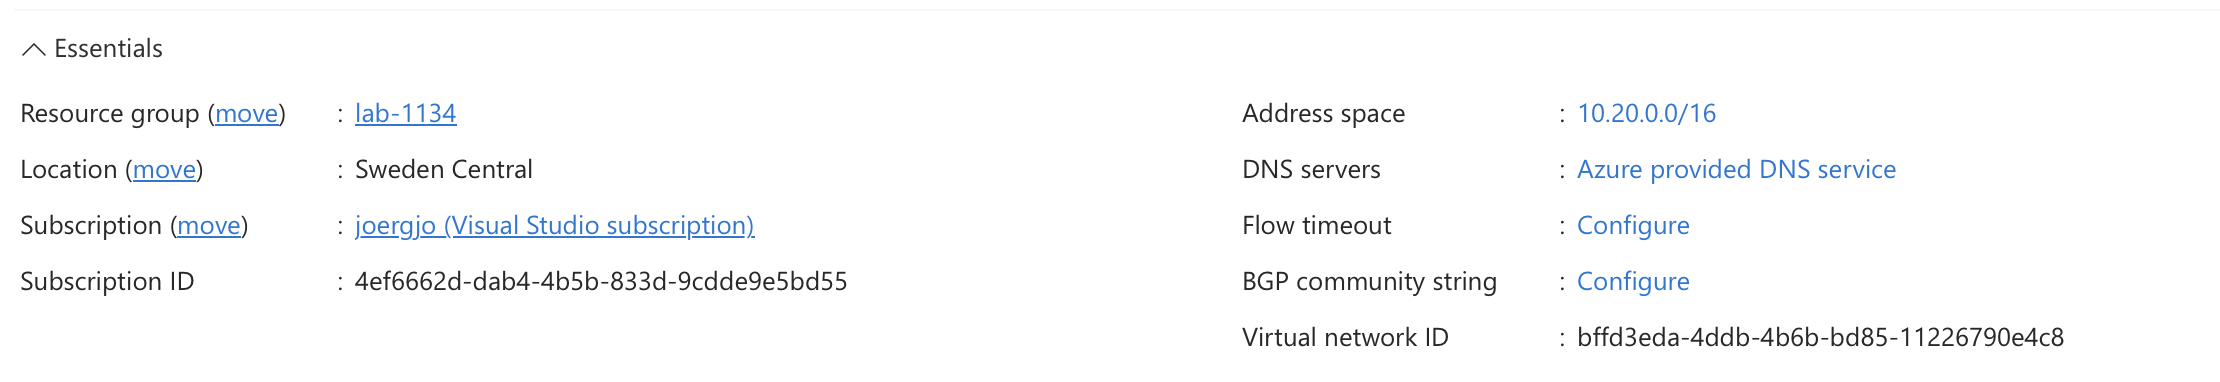 Essentials
Resource group (move) : lab-1134
Location (move) : Sweden Central
Subscription (move) : joergjo (Visual Studio subscription)
Subscription ID : 4ef6662d-dab4-4b5b-833d-9cdde9e5bd55
Address space : 10.20.0.0/16
DNS servers : Azure provided DNS service
Flow timeout : Configure
BGP community string : Configure
Virtual network ID : bffd3eda-4ddb-4b6b-bd85-11226790e4c8